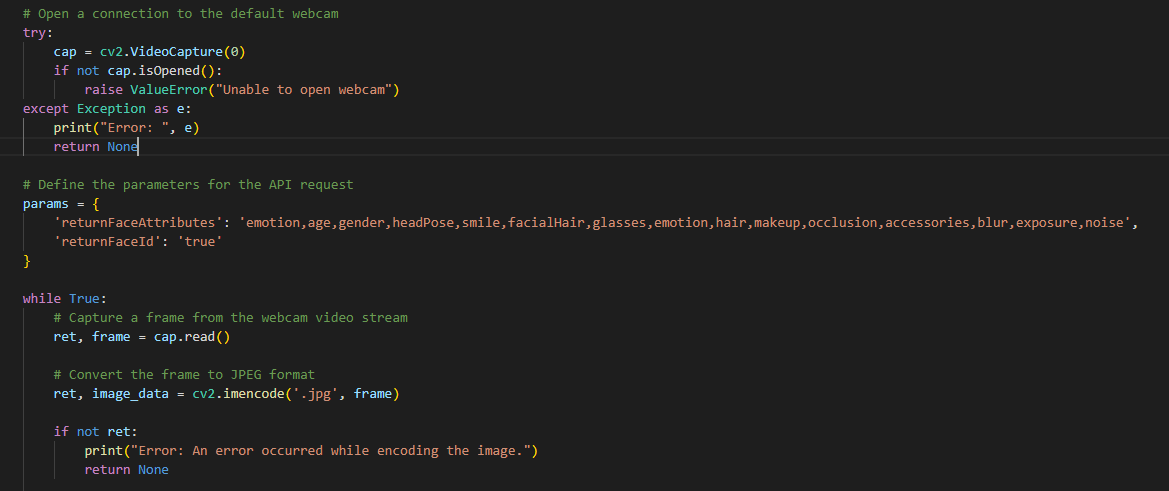 # Open a connection to the default webcam
try:
    cap = cv2.VideoCapture(0)
    if not cap.isOpened():
        raise ValueError("Unable to open webcam")
except Exception as e:
    print("Error: ", e)
    return None

# Define the parameters for the API request
params = {
    'returnFaceAttributes': 'emotion,age,gender,headPose,smile,facialHair,glasses,emotion,hair,makeup,occlusion,accessories,blur,exposure,noise',
    'returnFaceId': 'true'
}

while True:
    # Capture a frame from the webcam video stream
    ret, frame = cap.read()

    # Convert the frame to JPEG format
    ret, image_data = cv2.imencode('.jpg', frame)

    if not ret:
        print("Error: An error occurred while encoding the image.")
        return None